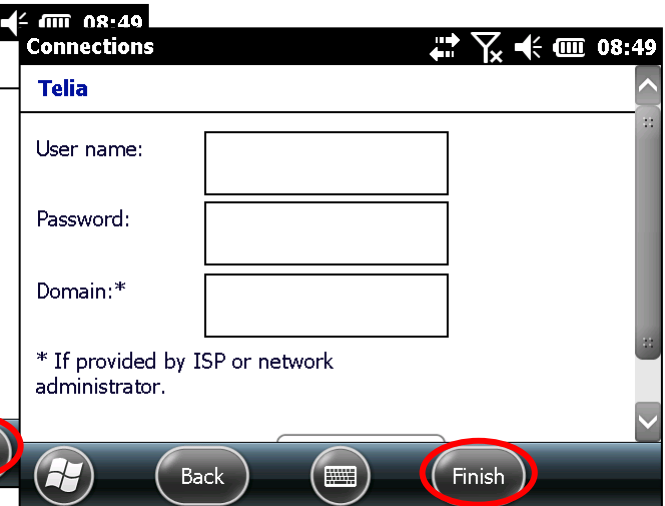 08:49
Connections 08:49
Telia
User name:
Password:
Domain:*
* If provided by ISP or network
administrator.
Back Finish